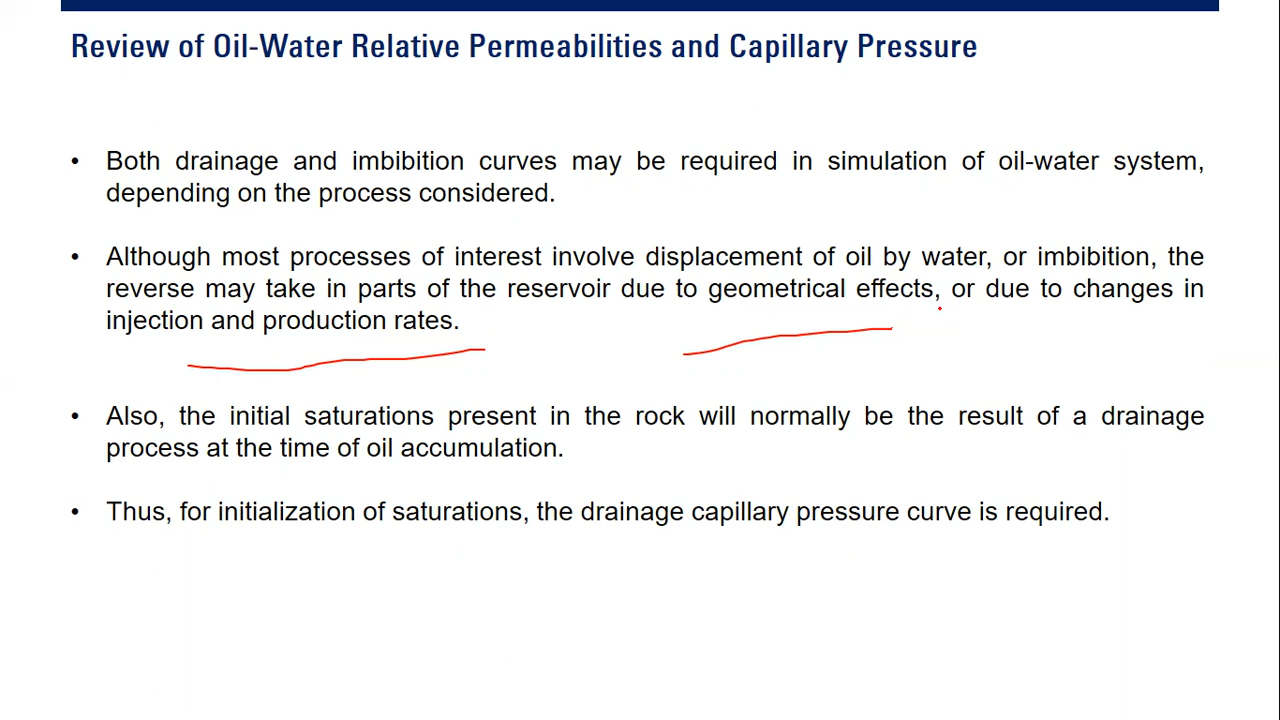 Review of Oil-Water Relative Permeabilities and Capillary Pressure
• Both drainage and imbibition curves may be required in simulation of oil-water system,
depending on the process considered.
• Although most processes of interest involve displacement of oil by water, or imbibition, the
reverse may take in parts of the reservoir due to geometrical effects, or due to changes in
injection and production rates.
• Also, the initial saturations present in the rock will normally be the result of a drainage
process at the time of oil accumulation.
• Thus, for initialization of saturations, the drainage capillary pressure curve is required.